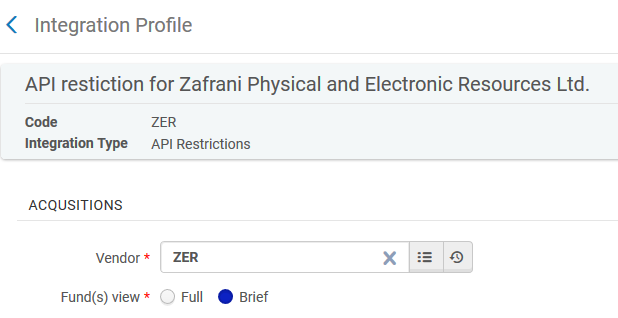 Integration Profile
API restiction for Zafrani Physical and Electronic Resources Ltd.
Code ZER
Integration Type API Restrictions
ACQUSITIONS
Vendor * ZER
Fund(s) view * Full Brief